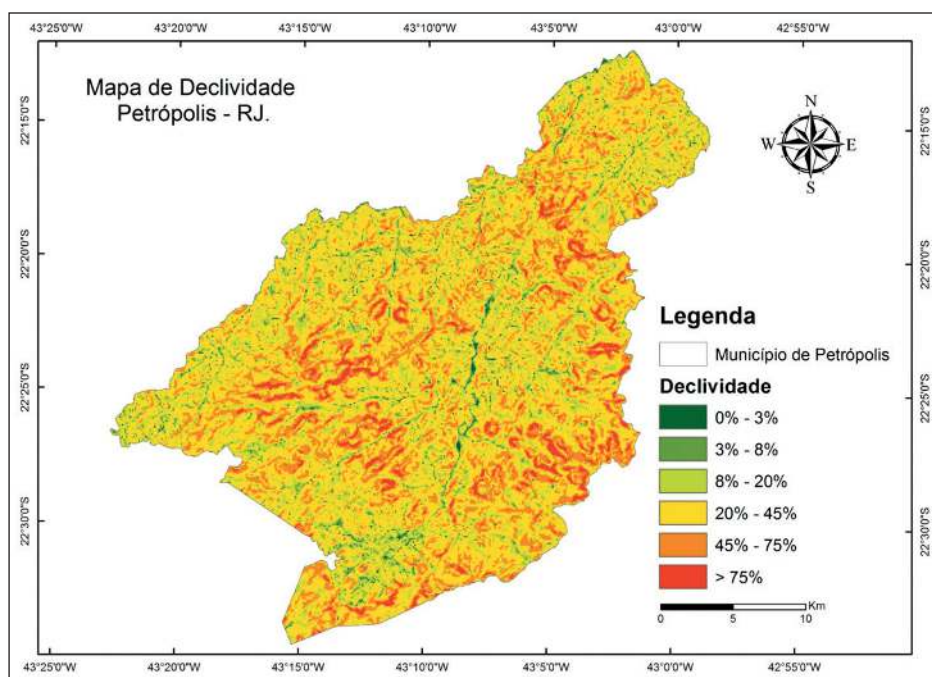 43°25'0"W 43°20'0"W 43°15'0"W 43°10'0"W 43°5'0"W 43°0'0"W 42°55'0"W
Mapa de Declividade
Petrópolis - RJ.
N
W E
S
22°15'0"S 22°15'0"S
22°20'0"S 22°20'0"S
22°25'0"S 22°25'0"S
22°30'0"S 22°30'0"S
Legenda
Município de Petrópolis
Declividade
0% - 3%
3% - 8%
8% - 20%
20% - 45%
45% - 75%
> 75%
Km
0 5 10
43°25'0"W 43°20'0"W 43°15'0"W 43°10'0"W 43°5'0"W 43°0'0"W 42°55'0"W